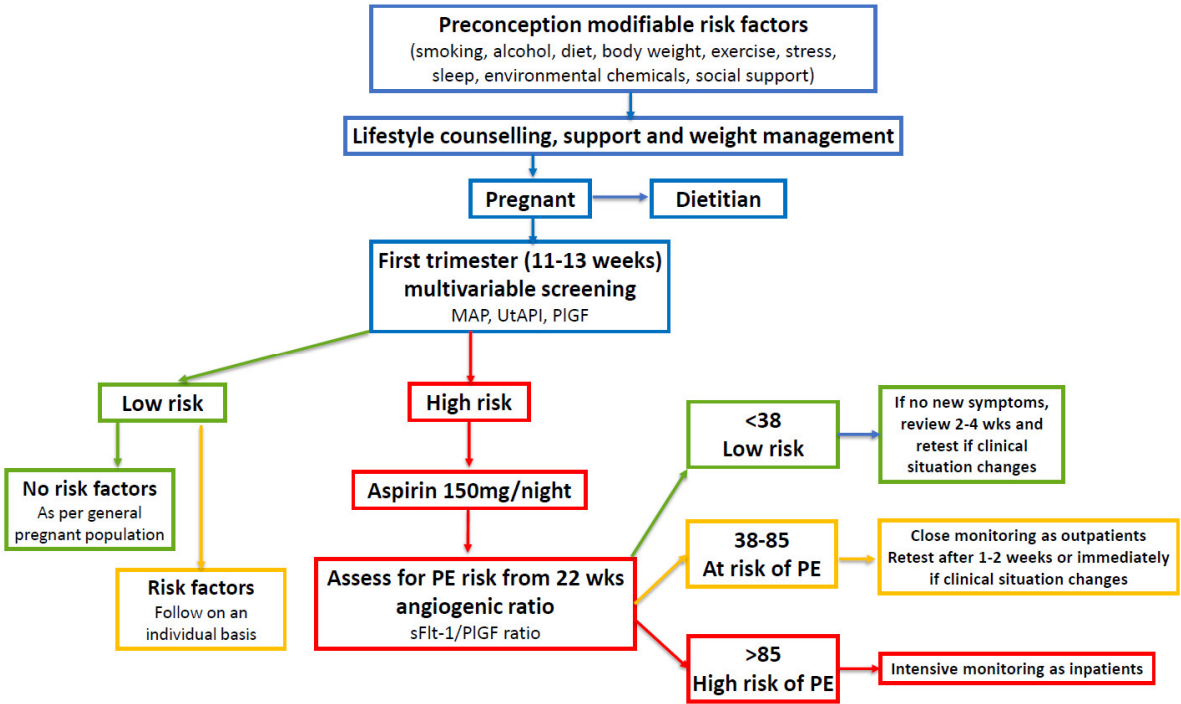 Preconception modifiable risk factors
(smoking, alcohol, diet, body weight, exercise, stress,
sleep, environmental chemicals, social support)
Lifestyle counselling, support and weight management
Pregnant
Dietitian
First trimester (11-13 weeks)
multivariable screening
MAP, UtAPI, PlGF
Low risk
High risk
No risk factors
As per general
pregnant population
Risk factors
Follow on an
individual basis
Aspirin 150mg/night
Assess for PE risk from 22 wks
angiogenic ratio
sFlt-1/PlGF ratio
<38
Low risk
If no new symptoms,
review 2-4 wks and
retest if clinical
situation changes
38-85
At risk of PE
Close monitoring as outpatients
Retest after 1-2 weeks or immediately
if clinical situation changes
>85
High risk of PE
Intensive monitoring as inpatients